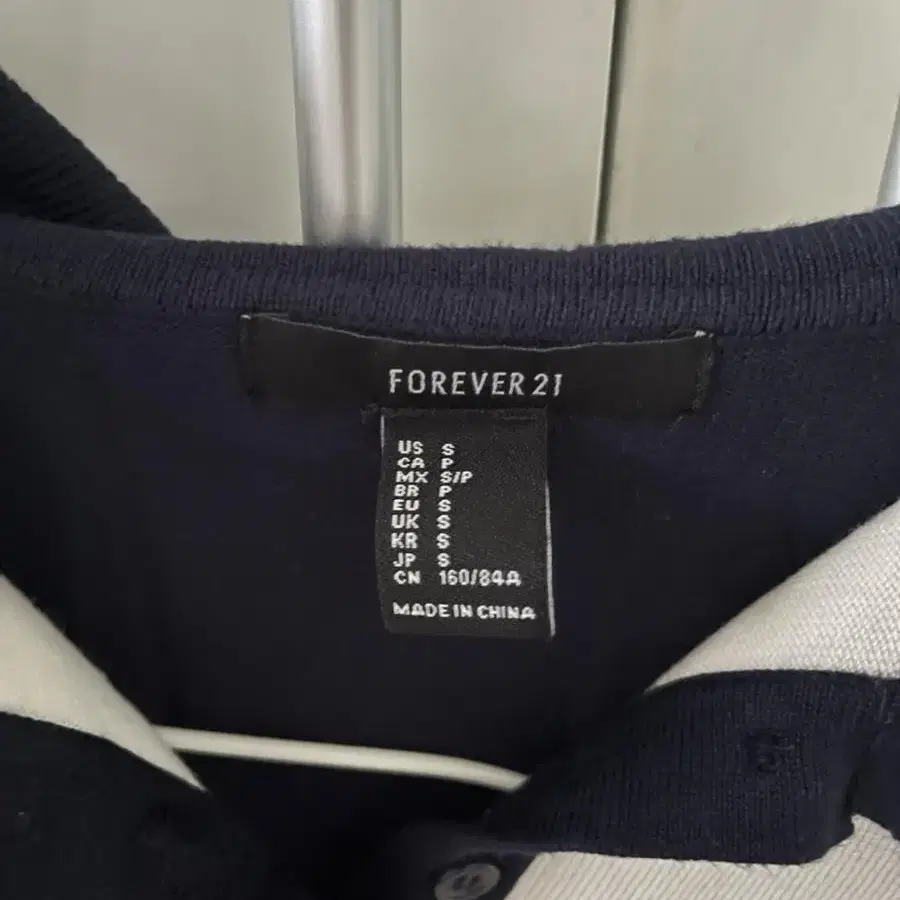 FOREVER 21
US S
CA P
MX S/P
BR P
EU S
UK S
KR S
JP S
CN 160/84A
MADE IN CHINA